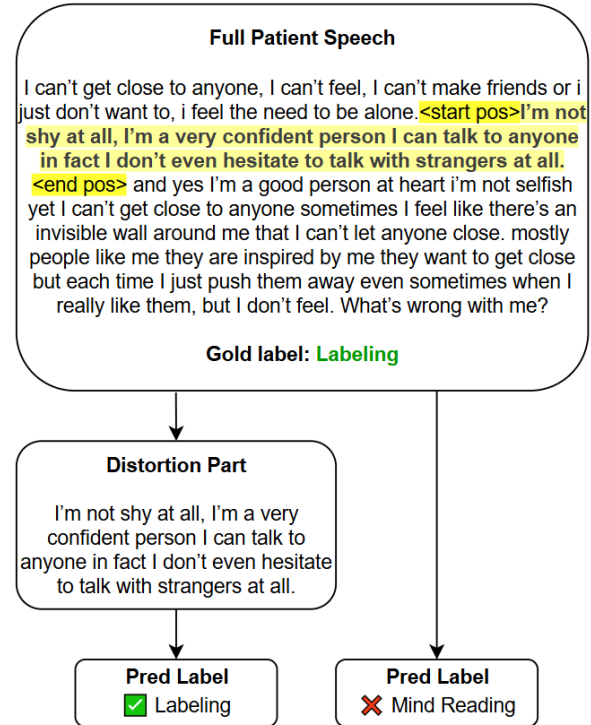 Full Patient Speech
I can’t get close to anyone, I can’t feel, I can’t make friends or i
just don’t want to, i feel the need to be alone.<start pos>I’m not
shy at all, I’m a very confident person I can talk to anyone
in fact I don’t even hesitate to talk with strangers at all.
<end pos> and yes I’m a good person at heart i’m not selfish
yet I can’t get close to anyone sometimes I feel like there’s an
invisible wall around me that I can’t let anyone close. mostly
people like me they are inspired by me they want to get close
but each time I just push them away even sometimes when I
really like them, but I don’t feel. What’s wrong with me?
Gold label: Labeling
Distortion Part
I’m not shy at all, I’m a very
confident person I can talk to
anyone in fact I don’t even hesitate
to talk with strangers at all.
Pred Label
Labeling
Pred Label
Mind Reading